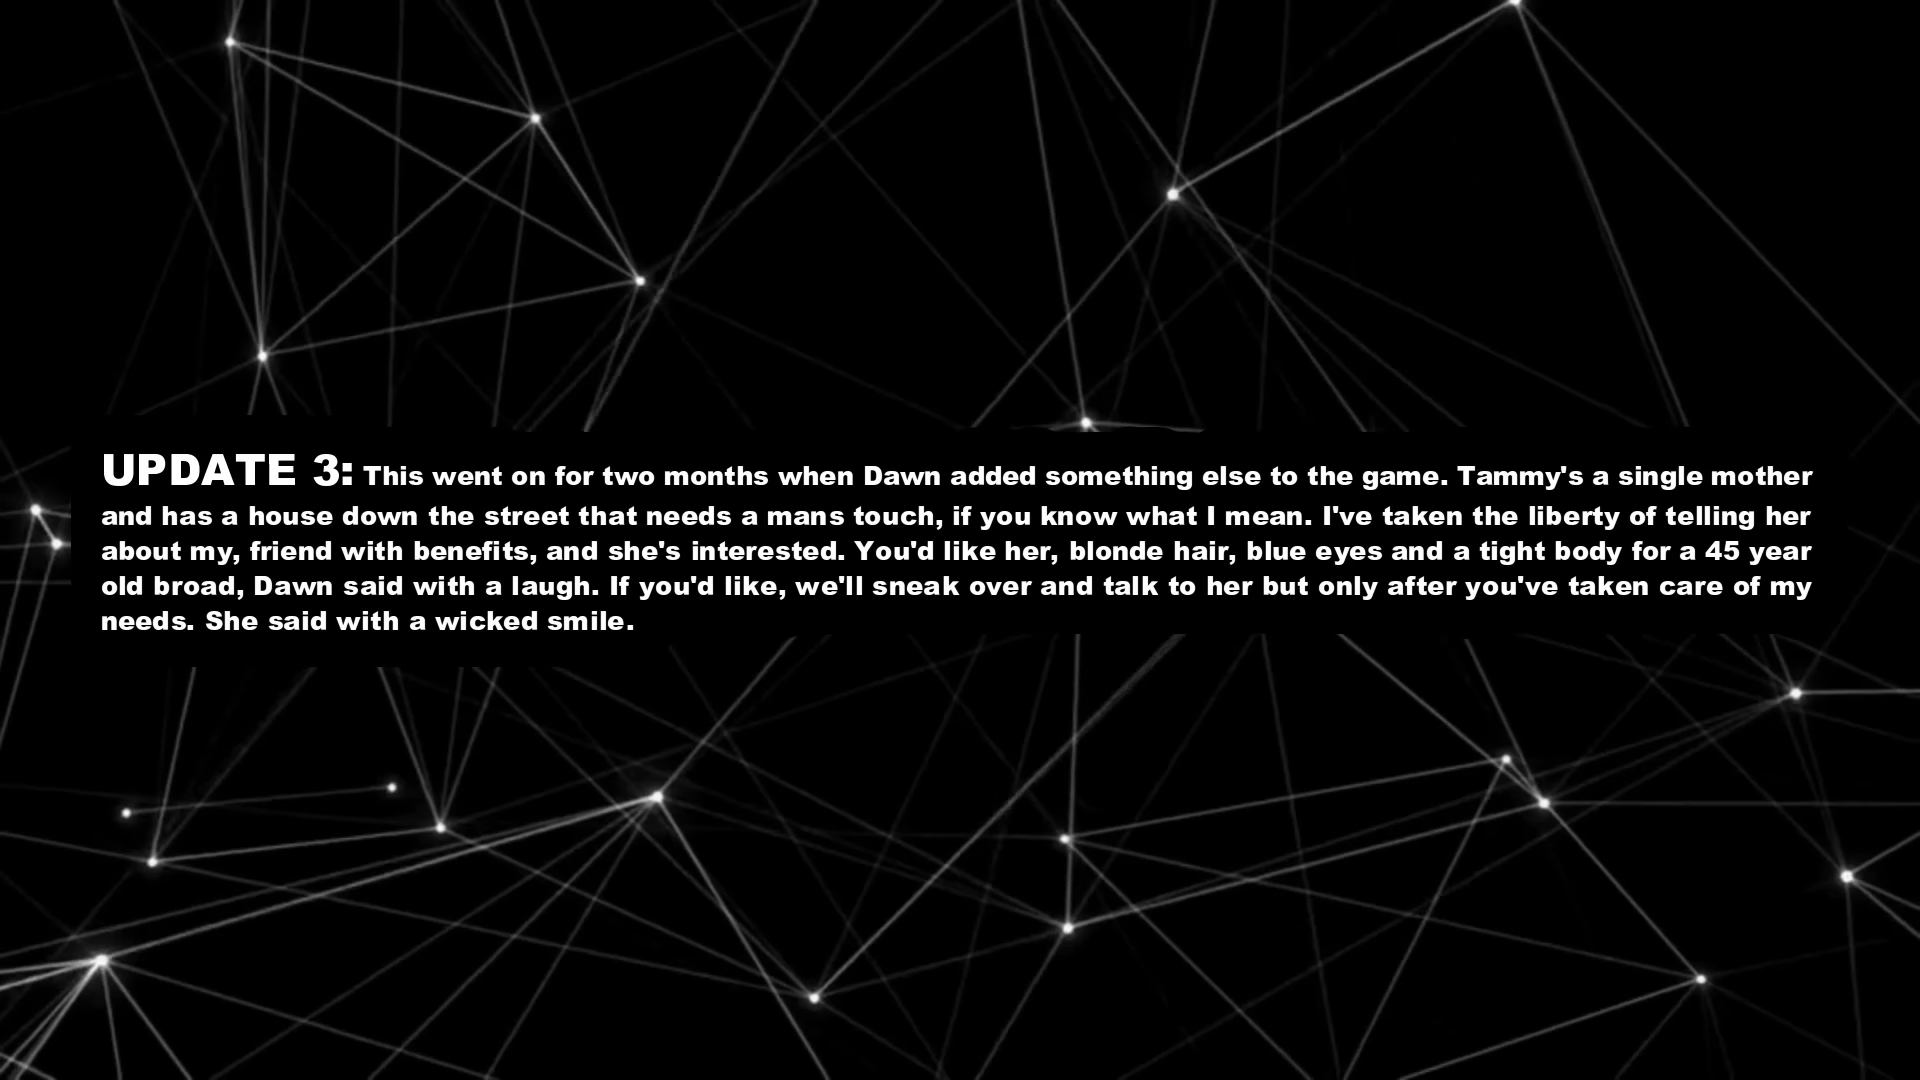 UPDATE 3: This went on for two months when Dawn added something else to the game. Tammy's a single mother
and has a house down the street that needs a mans touch, if you know what I mean. I've taken the liberty of telling her
about my, friend with benefits, and she's interested. You'd like her, blonde hair, blue eyes and a tight body for a 45 year
old broad, Dawn said with a laugh. If you'd like, we'll sneak over and talk to her but only after you've taken care of my
needs. She said with a wicked smile.